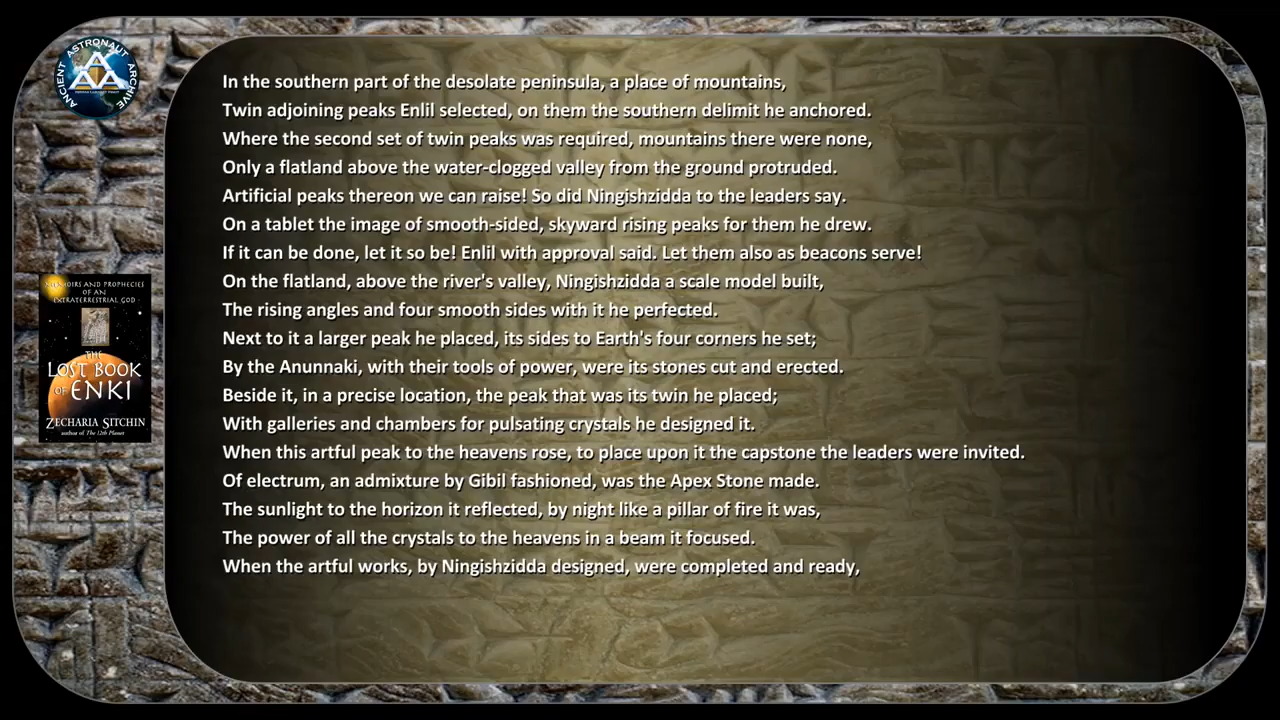 ANCIENT ASTRONAUT ARCHIVE
In the southern part of the desolate peninsula, a place of mountains,
Twin adjoining peaks Enlil selected, on them the southern delimit he anchored.
Where the second set of twin peaks was required, mountains there were none,
Only a flatland above the water-clogged valley from the ground protruded.
Artificial peaks thereon we can raise! So did Ningishzidda to the leaders say.
On a tablet the image of smooth-sided, skyward rising peaks for them he drew.
If it can be done, let it so be! Enlil with approval said. Let them also as beacons serve!
On the flatland, above the river's valley, Ningishzidda a scale model built,
The rising angles and four smooth sides with it he perfected.
Next to it a larger peak he placed, its sides to Earth's four corners he set;
By the Anunnaki, with their tools of power, were its stones cut and erected.
Beside it, in a precise location, the peak that was its twin he placed;
With galleries and chambers for pulsating crystals he designed it.
When this artful peak to the heavens rose, to place upon it the capstone the leaders were invited.
Of electrum, an admixture by Gibil fashioned, was the Apex Stone made.
The sunlight to the horizon it reflected, by night like a pillar of fire it was,
The power of all the crystals to the heavens in a beam it focused.
When the artful works, by Ningishzidda designed, were completed and ready,
MEMOIRS AND PROPHECIES
OF AN
EXTRATERRESTRIAL GOD
THE
LOST BOOK
OF ENKI
ZECHARIA SITCHIN
author of The 12th Planet